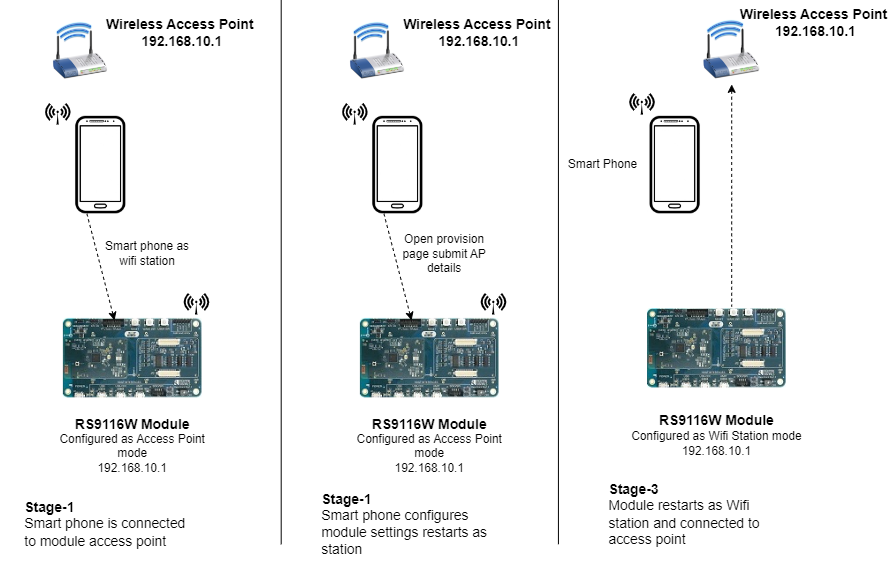 Wireless Access Point
192.168.10.1
Smart phone as
wifi station
RS9116W Module
Configured as Access Point
mode
192.168.10.1
Stage-1
Smart phone is connected
to module access point
Wireless Access Point
192.168.10.1
Open provision
page submit AP
details
RS9116W Module
Configured as Access Point
mode
192.168.10.1
Stage-1
Smart phone configures
module settings restarts as
station
Wireless Access Point
192.168.10.1
Smart Phone
RS9116W Module
Configured as Wifi Station mode
192.168.10.1
Stage-3
Module restarts as Wifi
station and connected to
access point